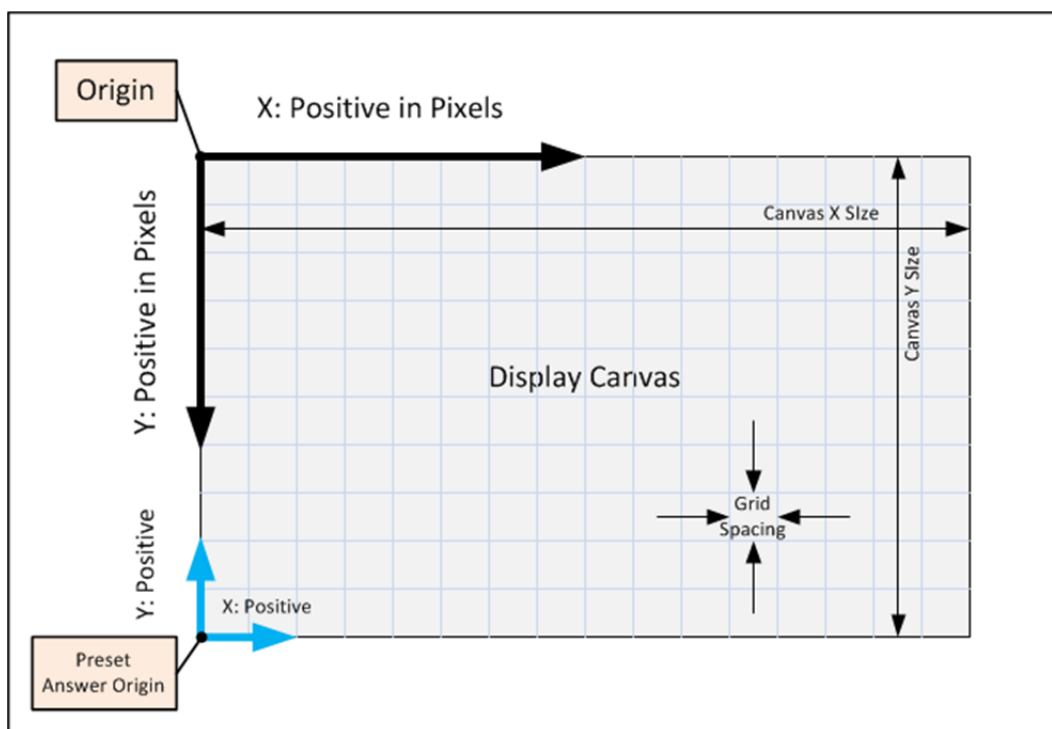 Origin
X: Positive in Pixels
Canvas X SIze
Y: Positive in Pixels
Canvas Y SIze
Display Canvas
Grid
Spacing
Y: Positive
X: Positive
Preset
Answer Origin